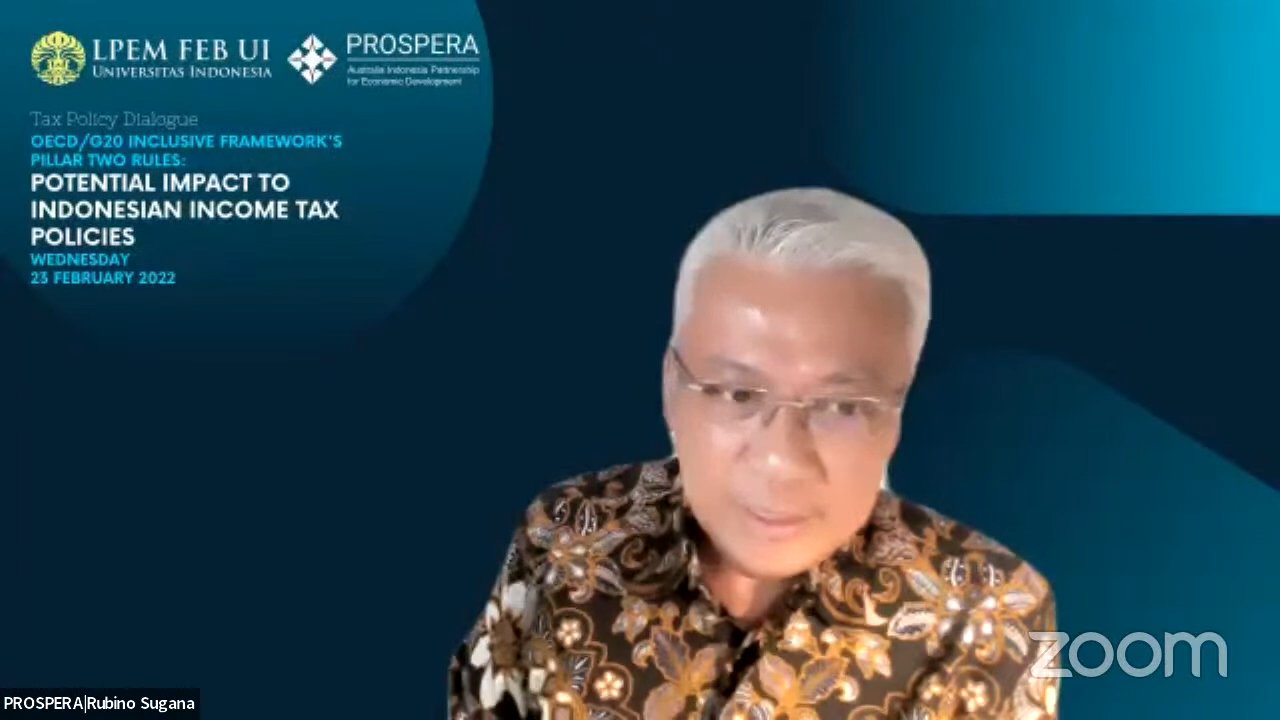 LPEM FEB UI
UNIVERSITAS INDONESIA
PROSPERA
Australia Indonesia Partnership
for Economic Development
Tax Policy Dialogue
OECD/G20 INCLUSIVE FRAMEWORK'S
PILLAR TWO RULES:
POTENTIAL IMPACT TO
INDONESIAN INCOME TAX
POLICIES
WEDNESDAY
23 FEBRUARY 2022
zoom
PROSPERA|Rubino Sugana